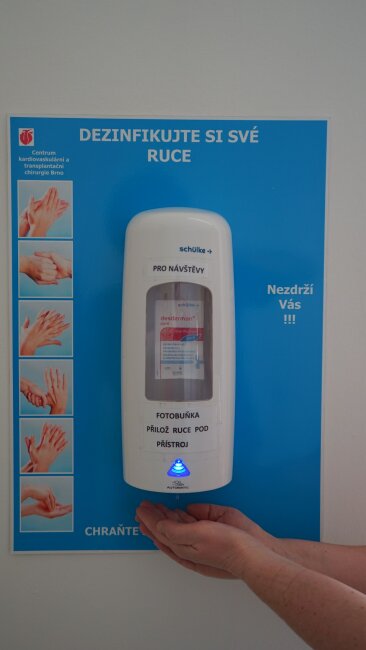 DEZINFIKUJTE SI SVÉ
RUCE
Centrum
kardiovaskulární a
transplantační
chirurgie Brno
schülke
PRO NÁVŠTĚVY
Nezdrží
Vás
!!!
schülke
desderman®
FOTOBUŇKA
PŘILOŽ RUCE POD
PŘÍSTROJ
CHRAŇTE